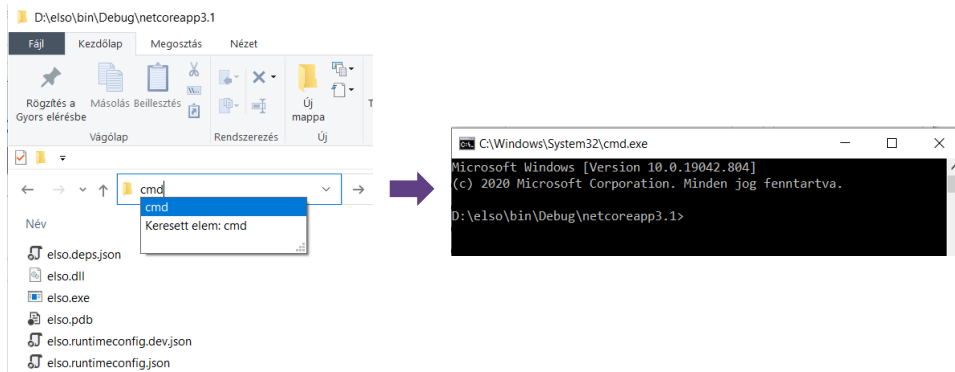 D:\elso\bin\Debug\netcoreapp3.1
Fájl Kezdőlap Megosztás Nézet
Rögzítés a Gyors elérésbe
Másolás
Beillesztés
Új mappa
Vágólap
Rendszerezés
Új
cmd
cmd
Keresett elem: cmd
Név
elso.deps.json
elso.dll
elso.exe
elso.pdb
elso.runtimeconfig.dev.json
elso.runtimeconfig.json
C:\Windows\System32\cmd.exe
Microsoft Windows [Version 10.0.19042.804]
(c) 2020 Microsoft Corporation. Minden jog fenntartva.
D:\elso\bin\Debug\netcoreapp3.1>